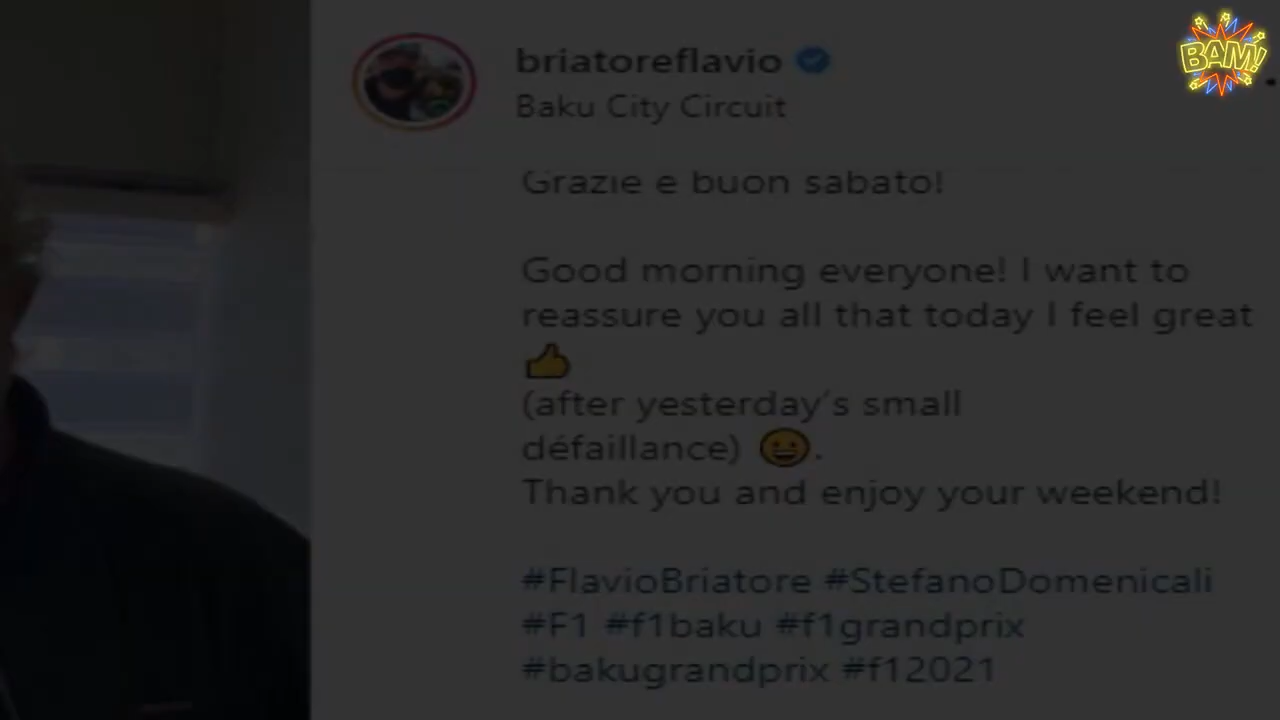 BAM!
briatoreflavio
Baku City Circuit
Grazie e buon sabato!
Good morning everyone! I want to
reassure you all that today I feel great
👍
(after yesterday's small
défaillance) 😀.
Thank you and enjoy your weekend!
#FlavioBriatore #StefanoDomenicali
#F1 #f1baku #f1grandprix
#bakugrandprix #f12021